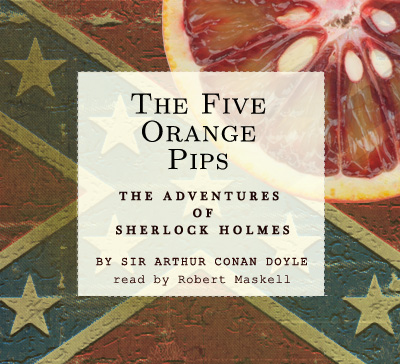 The Five
Orange
Pips
THE ADVENTURES
OF
SHERLOCK HOLMES
BY SIR ARTHUR CONAN DOYLE
read by Robert Maskell